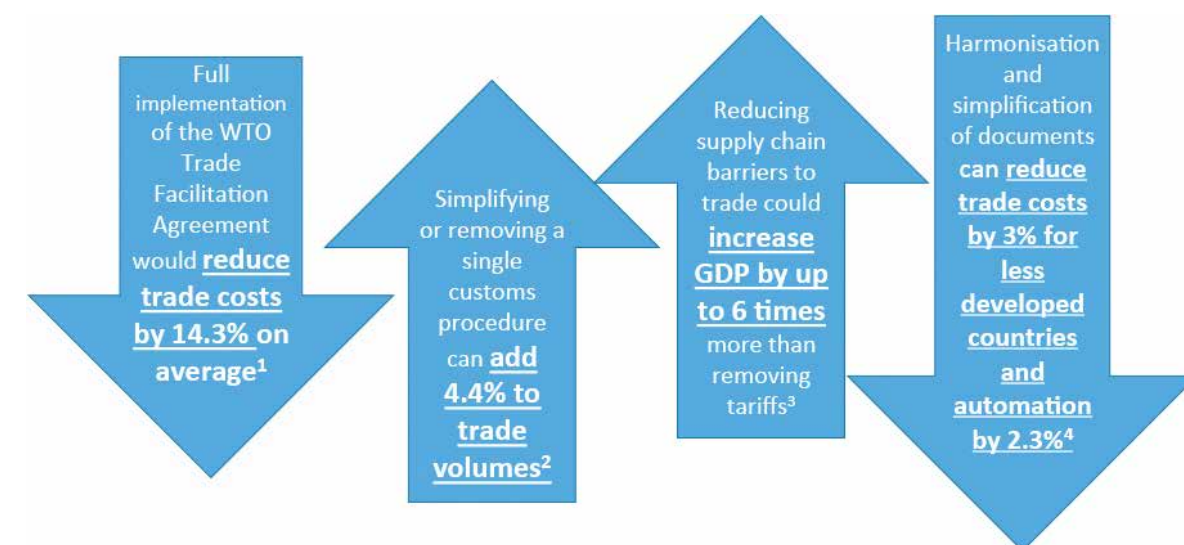 Full
implementation
of the WTO
Trade
Facilitation
Agreement
would reduce
trade costs
by 14.3% on
average¹
Simplifying
or removing a
single
customs
procedure
can add
4.4% to
trade
volumes²
Reducing
supply chain
barriers to
trade could
increase
GDP by up
to 6 times
more than
removing
tariffs³
Harmonisation
and
simplification
of documents
can reduce
trade costs
by 3% for
less
developed
countries
and
automation
by 2.3%⁴